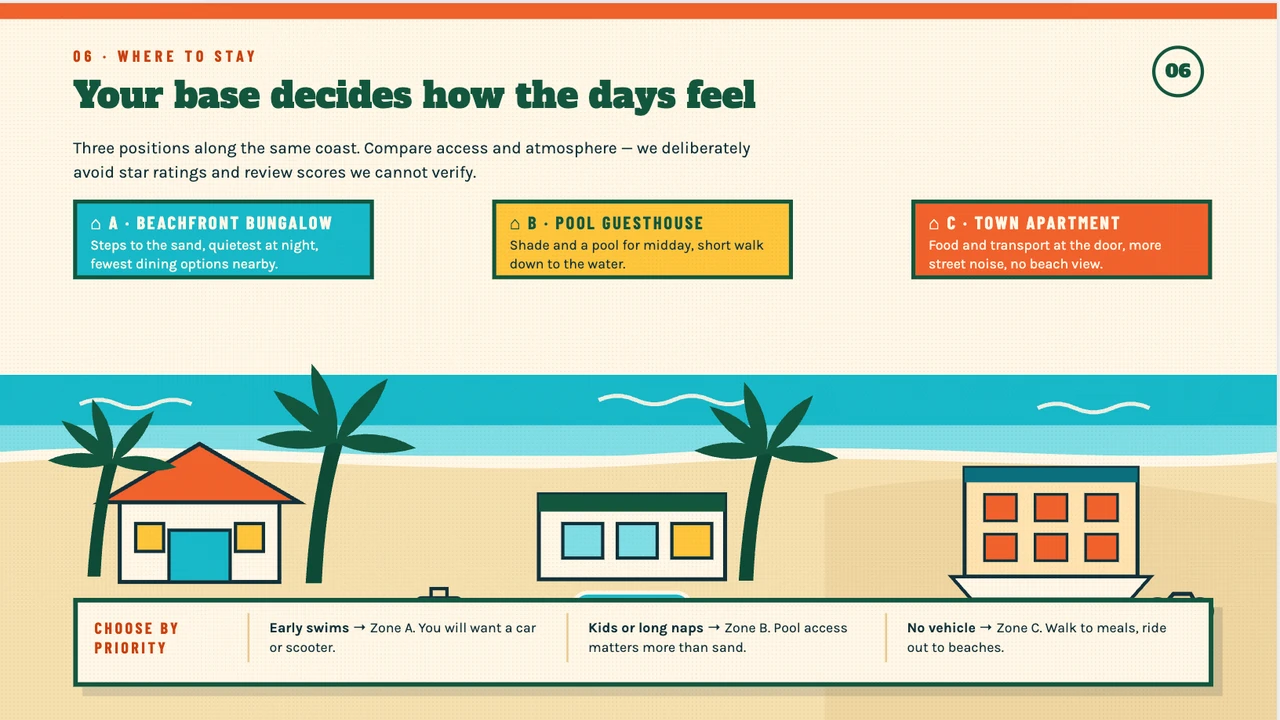 06 · WHERE TO STAY
06
Your base decides how the days feel
Three positions along the same coast. Compare access and atmosphere — we deliberately
avoid star ratings and review scores we cannot verify.
⌂ A · BEACHFRONT BUNGALOW
Steps to the sand, quietest at night,
fewest dining options nearby.
⌂ B · POOL GUESTHOUSE
Shade and a pool for midday, short walk
down to the water.
⌂ C · TOWN APARTMENT
Food and transport at the door, more
street noise, no beach view.
CHOOSE BY
PRIORITY
Early swims → Zone A. You will want a car
or scooter.
Kids or long naps → Zone B. Pool access
matters more than sand.
No vehicle → Zone C. Walk to meals, ride
out to beaches.